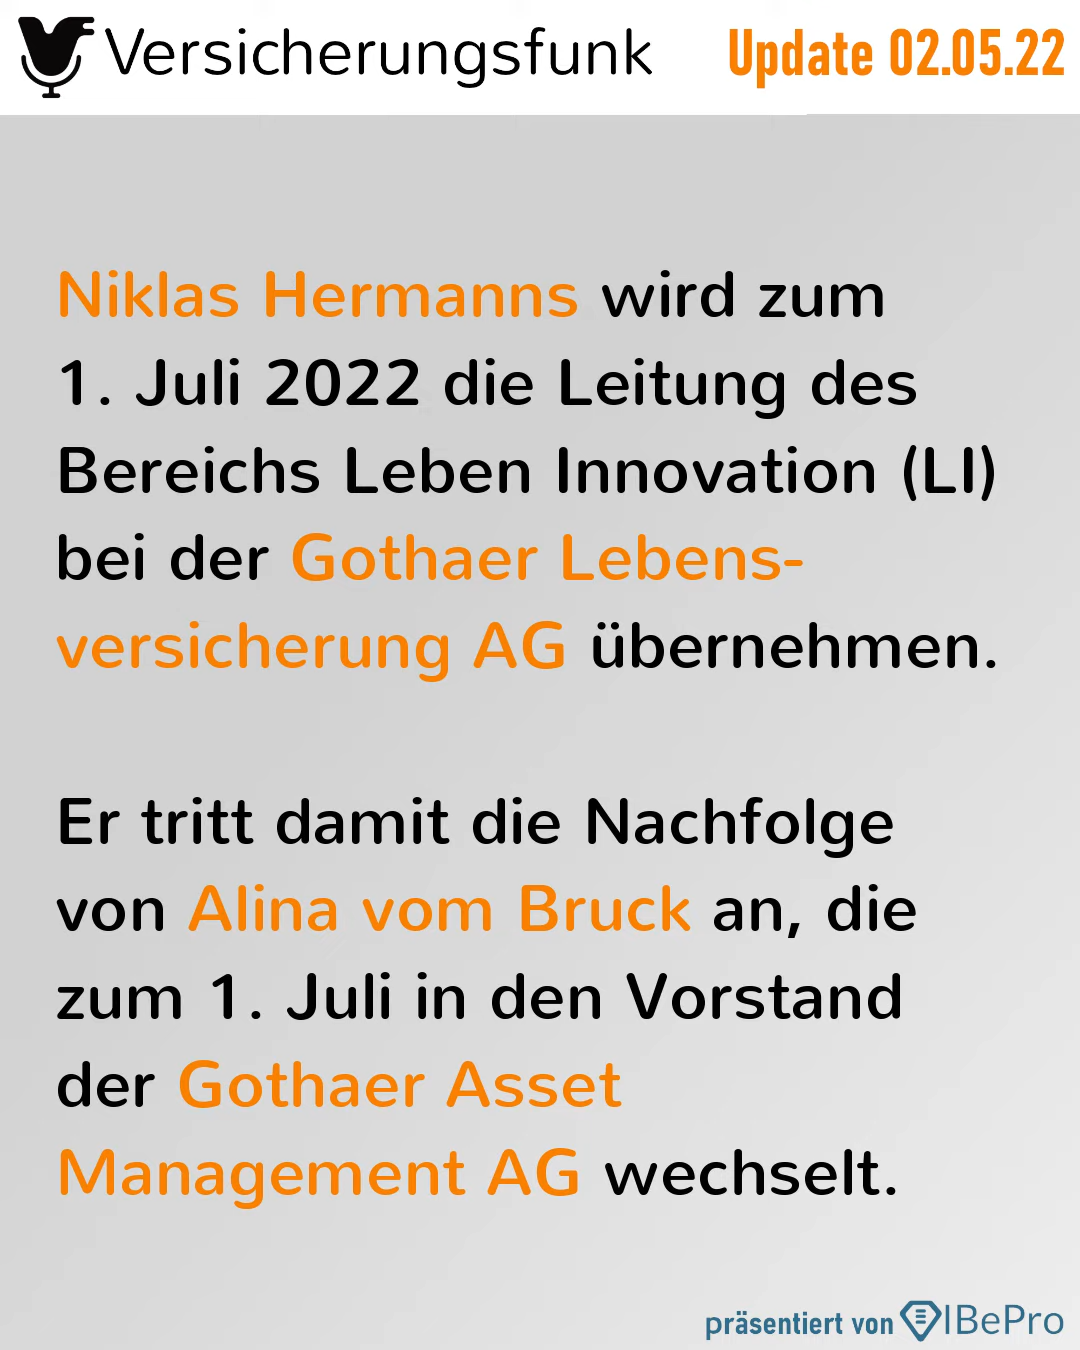 Versicherungsfunk
Update 02.05.22
Niklas Hermanns wird zum
1. Juli 2022 die Leitung des
Bereichs Leben Innovation (LI)
bei der Gothaer Lebens-
versicherung AG übernehmen.
Er tritt damit die Nachfolge
von Alina vom Bruck an, die
zum 1. Juli in den Vorstand
der Gothaer Asset
Management AG wechselt.
präsentiert von IBePro